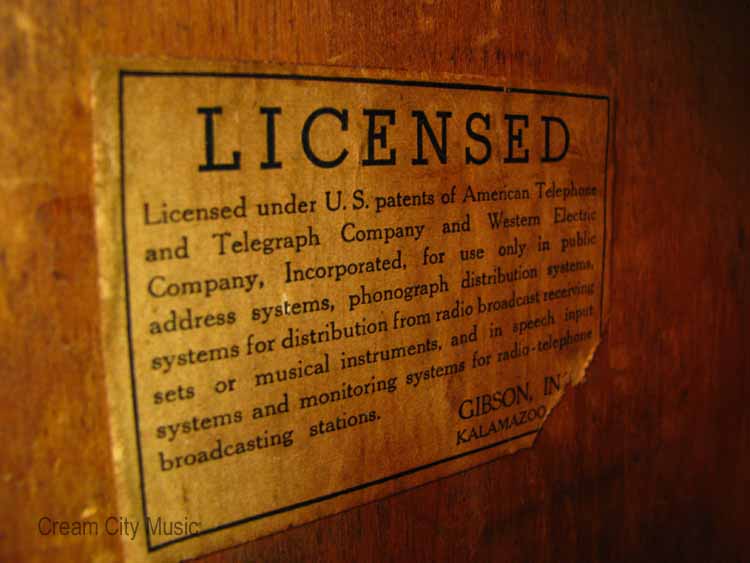 LICENSED
Licensed under U. S. patents of American Telephone
and Telegraph Company and Western Electric
Company, Incorporated, for use only in public
address systems, phonograph distribution systems,
systems for distribution from radio broadcast receiving
sets or musical instruments, and in speech input
systems and monitoring systems for radio-telephone
broadcasting stations.
GIBSON, IN
KALAMAZOO
Cream City Music